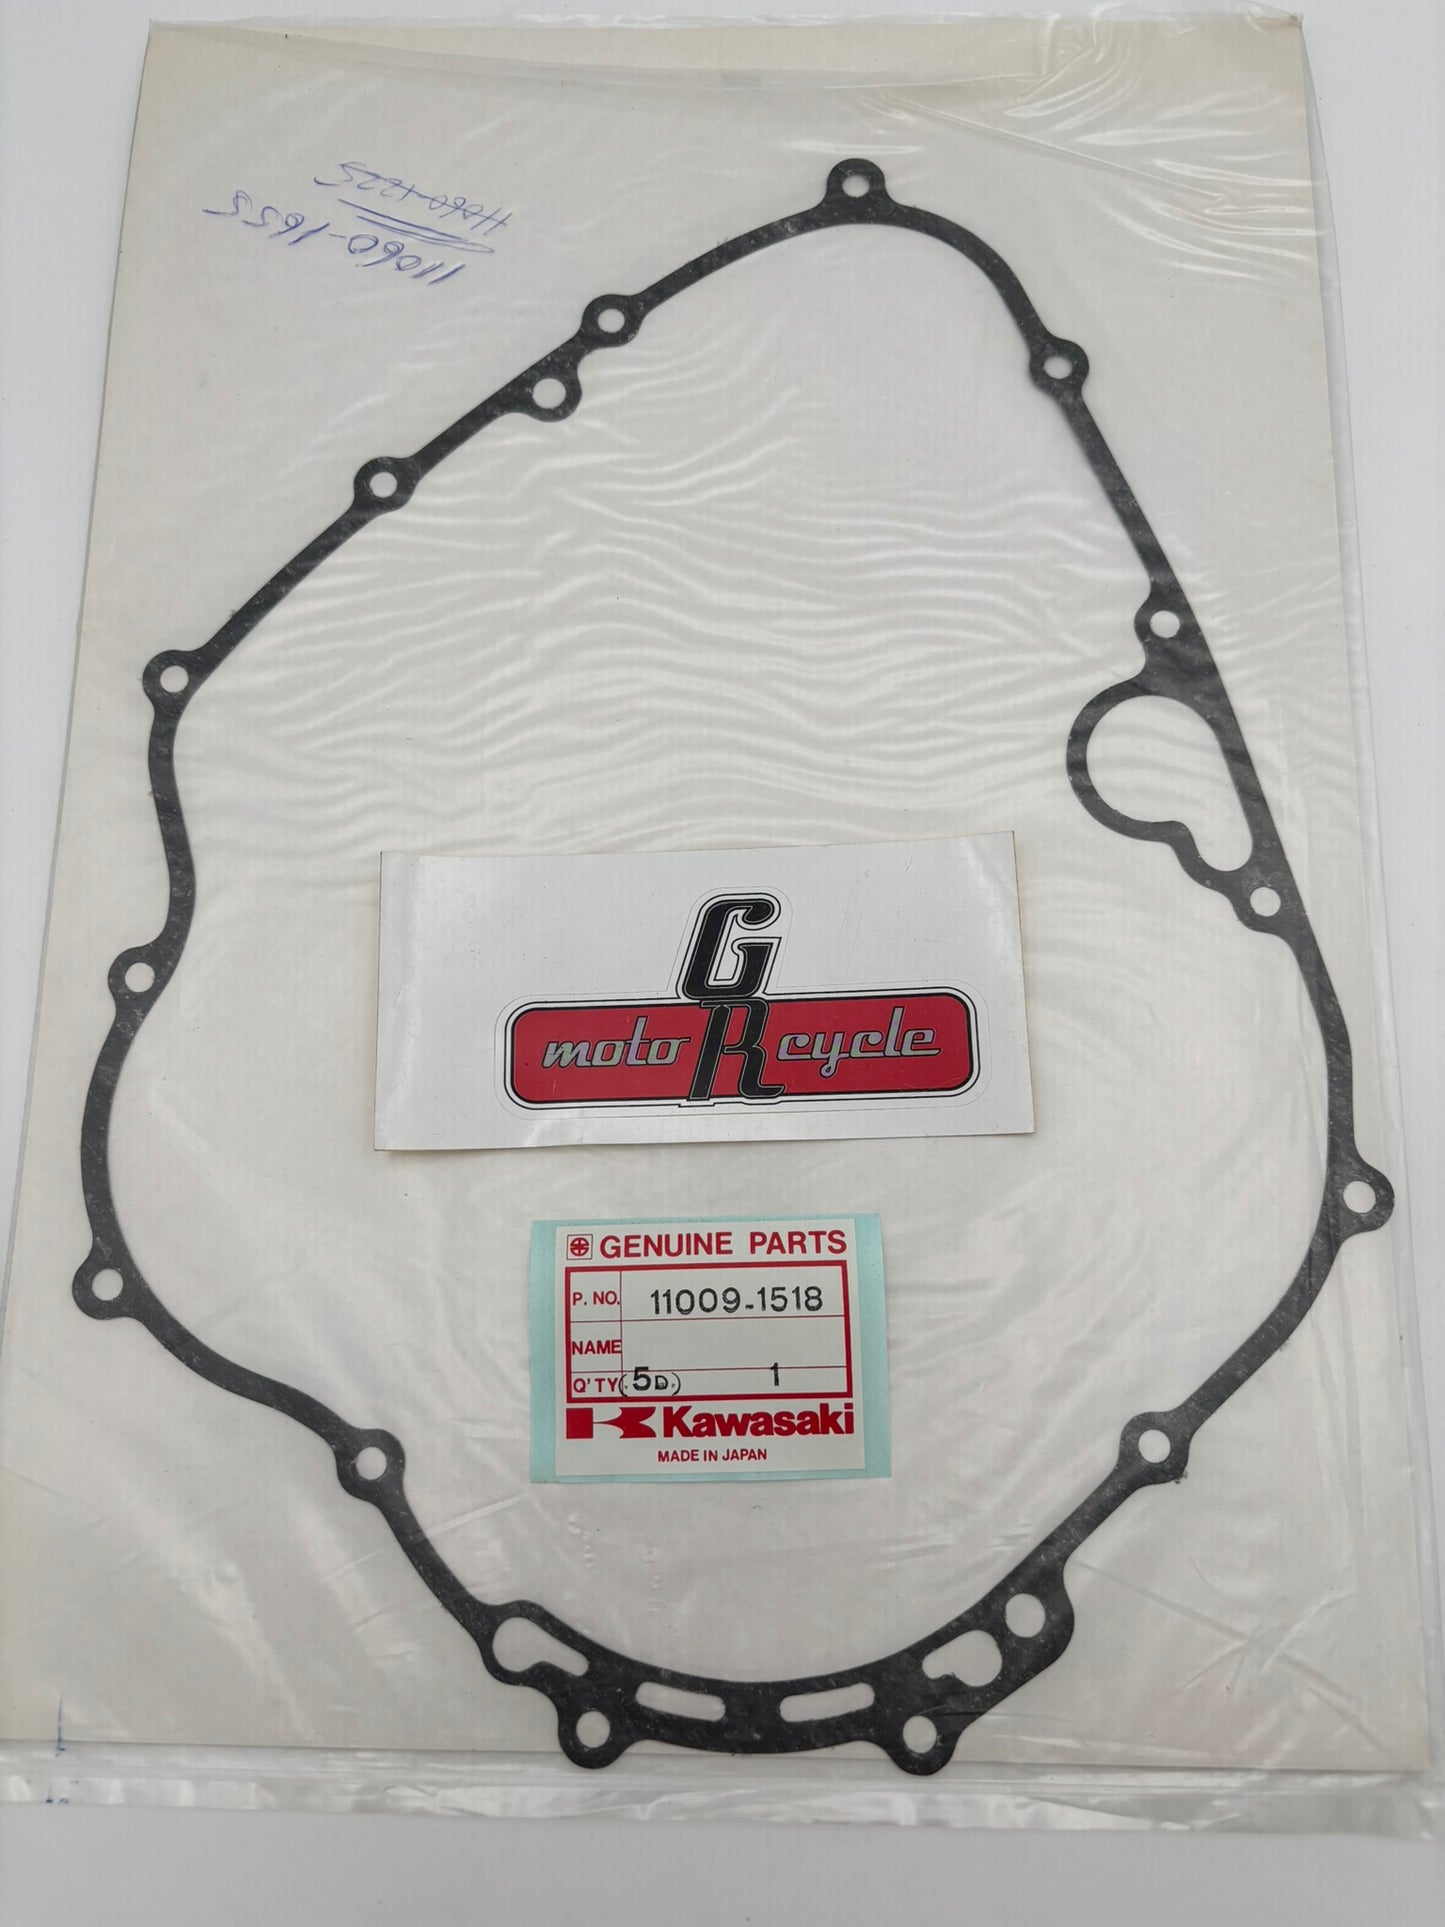 11060-1225
11060-1655
G
moto R cycle
GENUINE PARTS
P. NO. 11009-1518
NAME
Q'TY (5D.) 1
Kawasaki
MADE IN JAPAN